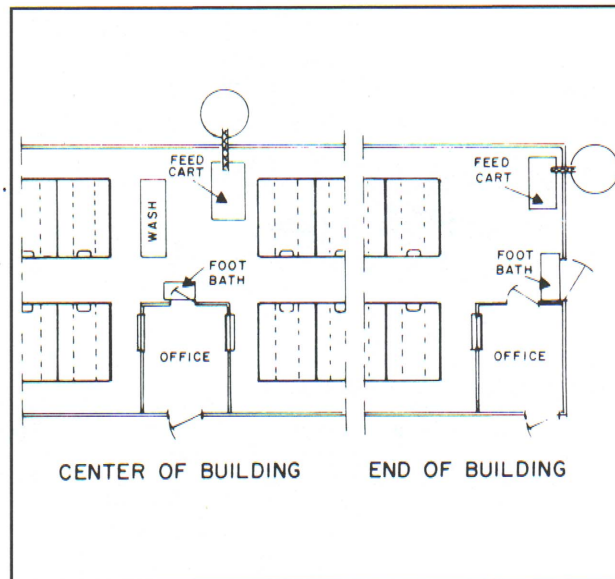 FEED
CART
WASH
FOOT
BATH
OFFICE
FEED
CART
FOOT
BATH
OFFICE
CENTER OF BUILDING
END OF BUILDING